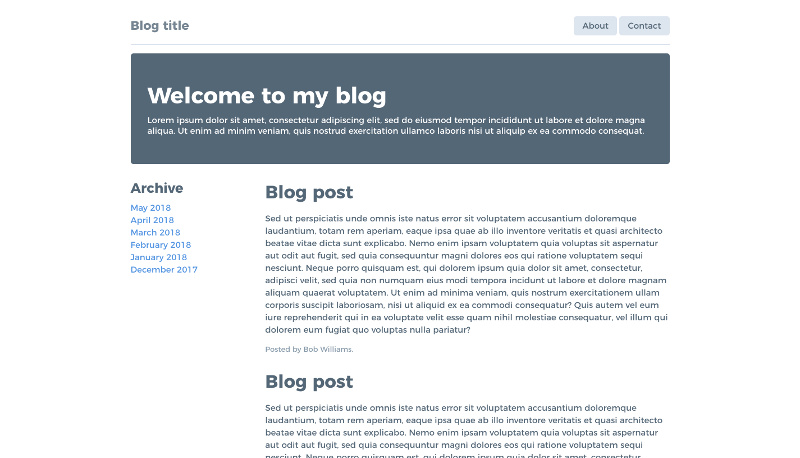 Blog title
About
Contact
Welcome to my blog
Lorem ipsum dolor sit amet, consectetur adipiscing elit, sed do eiusmod tempor incididunt ut labore et dolore magna
aliqua. Ut enim ad minim veniam, quis nostrud exercitation ullamco laboris nisi ut aliquip ex ea commodo consequat.
Archive
May 2018
April 2018
March 2018
February 2018
January 2018
December 2017
Blog post
Sed ut perspiciatis unde omnis iste natus error sit voluptatem accusantium doloremque
laudantium, totam rem aperiam, eaque ipsa quae ab illo inventore veritatis et quasi architecto
beatae vitae dicta sunt explicabo. Nemo enim ipsam voluptatem quia voluptas sit aspernatur
aut odit aut fugit, sed quia consequuntur magni dolores eos qui ratione voluptatem sequi
nesciunt. Neque porro quisquam est, qui dolorem ipsum quia dolor sit amet, consectetur,
adipisci velit, sed quia non numquam eius modi tempora incidunt ut labore et dolore magnam
aliquam quaerat voluptatem. Ut enim ad minima veniam, quis nostrum exercitationem ullam
corporis suscipit laboriosam, nisi ut aliquid ex ea commodi consequatur? Quis autem vel eum
iure reprehenderit qui in ea voluptate velit esse quam nihil molestiae consequatur, vel illum qui
dolorem eum fugiat quo voluptas nulla pariatur?
Posted by Bob Williams.
Blog post
Sed ut perspiciatis unde omnis iste natus error sit voluptatem accusantium doloremque
laudantium, totam rem aperiam, eaque ipsa quae ab illo inventore veritatis et quasi architecto
beatae vitae dicta sunt explicabo. Nemo enim ipsam voluptatem quia voluptas sit aspernatur
aut odit aut fugit, sed quia consequuntur magni dolores eos qui ratione voluptatem sequi
nesciunt. Neque porro quisquam est, qui dolorem ipsum quia dolor sit amet, consectetur,